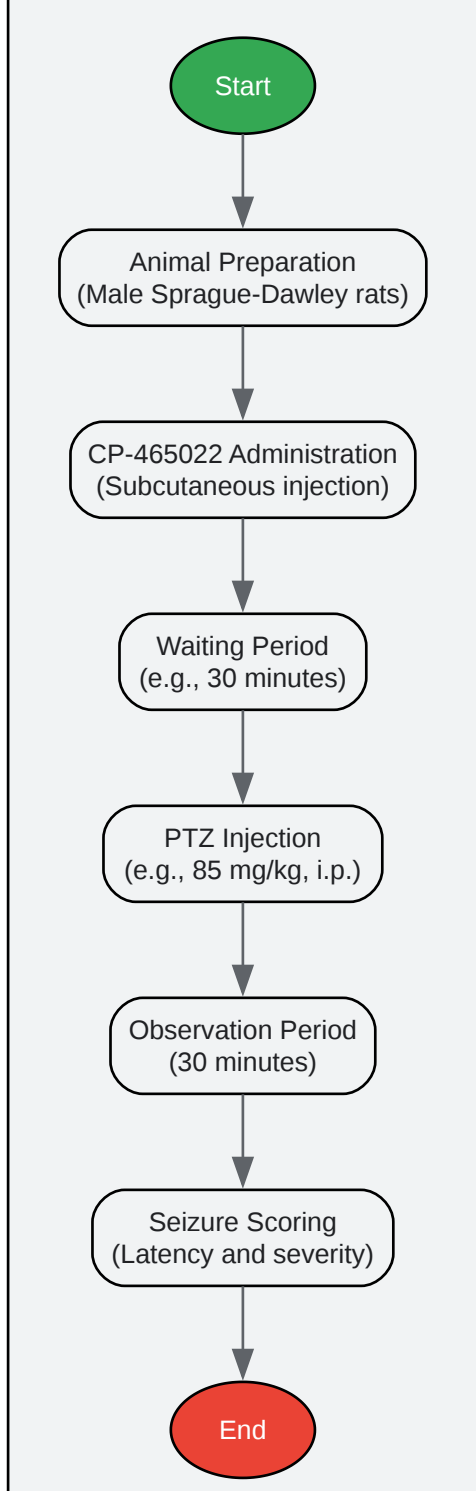 Start
Animal Preparation
(Male Sprague-Dawley rats)
CP-465022 Administration
(Subcutaneous injection)
Waiting Period
(e.g., 30 minutes)
PTZ Injection
(e.g., 85 mg/kg, i.p.)
Observation Period
(30 minutes)
Seizure Scoring
(Latency and severity)
End